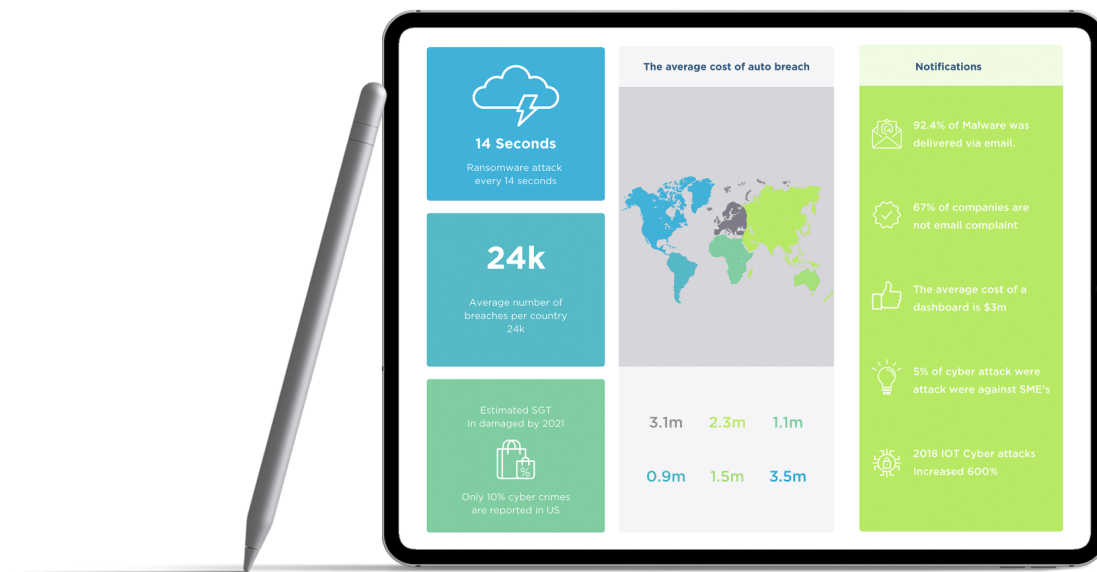 14 Seconds
Ransomware attack
every 14 seconds
24k
Average number of
breaches per country
24k
Estimated SGT
In damaged by 2021
%
Only 10% cyber crimes
are reported in US
The average cost of auto breach
3.1m 2.3m 1.1m
0.9m 1.5m 3.5m
Notifications
@
92.4% of Malware was
delivered via email.
67% of companies are
not email complaint
The average cost of a
dashboard is $3m
5% of cyber attack were
attack were against SME's
2018 IOT Cyber attacks
Increased 600%